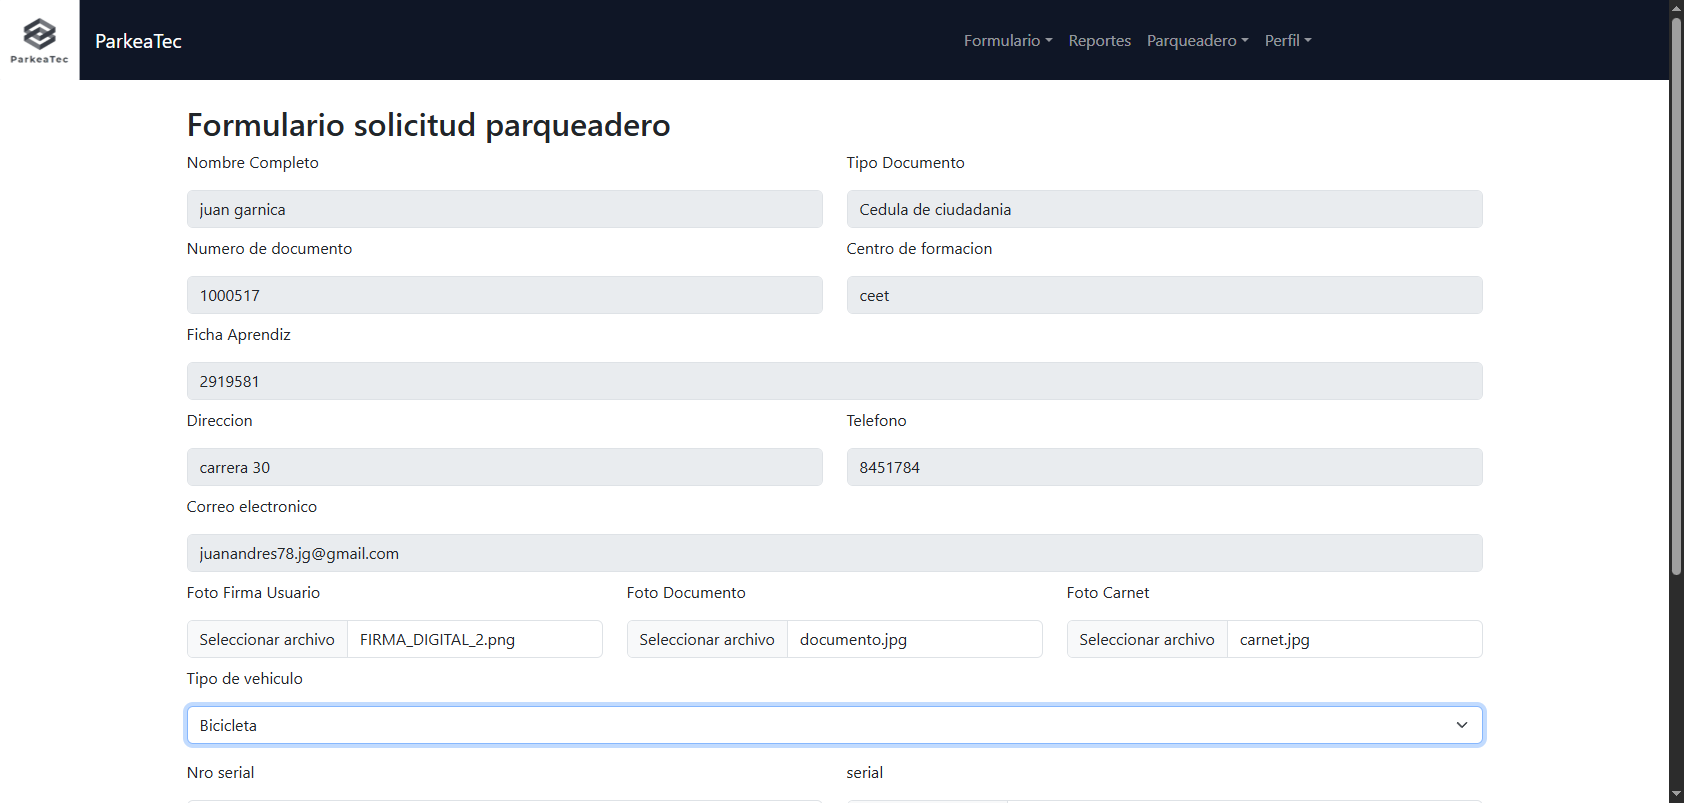 ParkeaTec
ParkeaTec
Formulario Reportes Parqueadero Perfil
Formulario solicitud parqueadero
Nombre Completo
Tipo Documento
juan garnica
Cedula de ciudadania
Numero de documento
Centro de formacion
1000517
ceet
Ficha Aprendiz
2919581
Direccion
Telefono
carrera 30
8451784
Correo electronico
juanandres78.jg@gmail.com
Foto Firma Usuario
Foto Documento
Foto Carnet
Seleccionar archivo FIRMA_DIGITAL_2.png
Seleccionar archivo documento.jpg
Seleccionar archivo carnet.jpg
Tipo de vehiculo
Bicicleta
Nro serial
serial